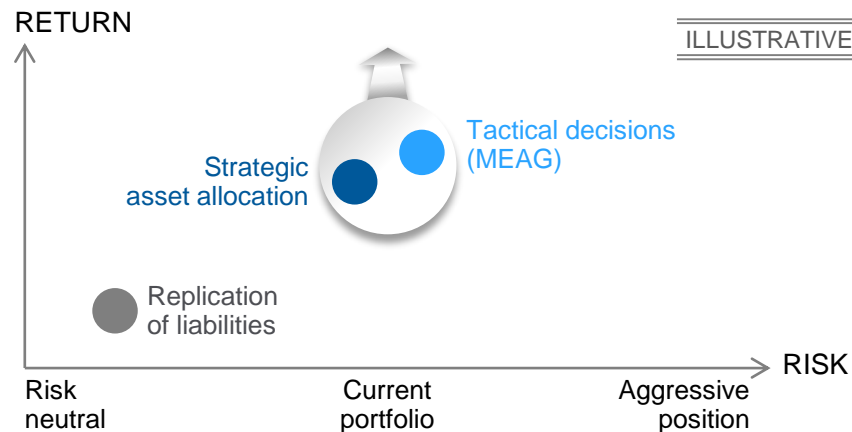 RETURN
ILLUSTRATIVE
Tactical decisions
(MEAG)
Strategic
asset allocation
Replication
of liabilities
RISK
Risk
neutral
Current
portfolio
Aggressive
position